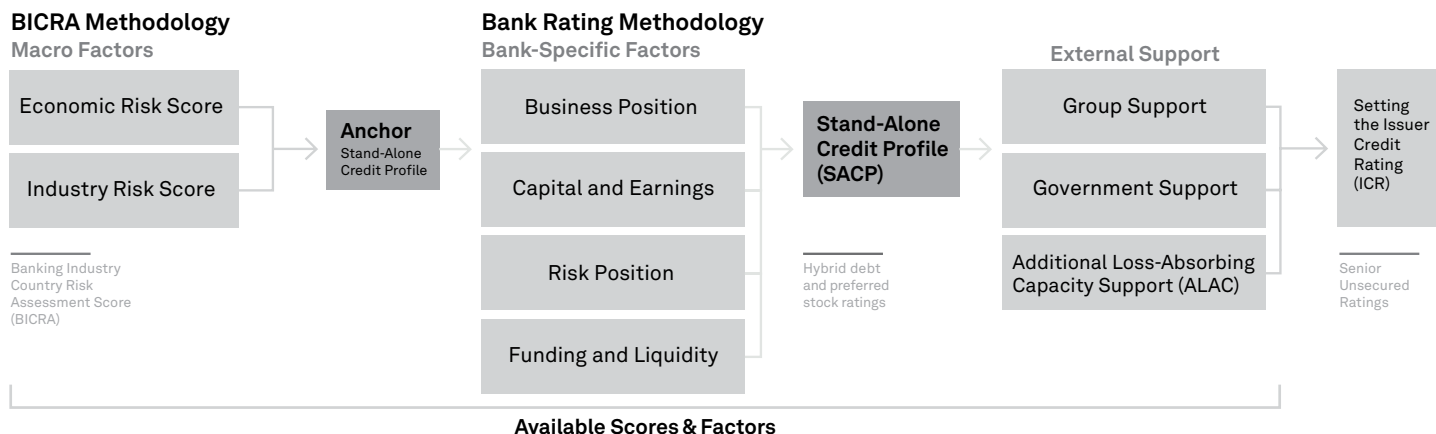 BICRA Methodology
Macro Factors
Economic Risk Score
Industry Risk Score
Banking Industry
Country Risk
Assessment Score
(BICRA)
Anchor
Stand-Alone
Credit Profile
Bank Rating Methodology
Bank-Specific Factors
Business Position
Capital and Earnings
Risk Position
Funding and Liquidity
Stand-Alone
Credit Profile
(SACP)
Hybrid debt
and preferred
stock ratings
External Support
Group Support
Government Support
Additional Loss-Absorbing
Capacity Support (ALAC)
Setting
the Issuer
Credit
Rating
(ICR)
Senior
Unsecured
Ratings
Available Scores & Factors